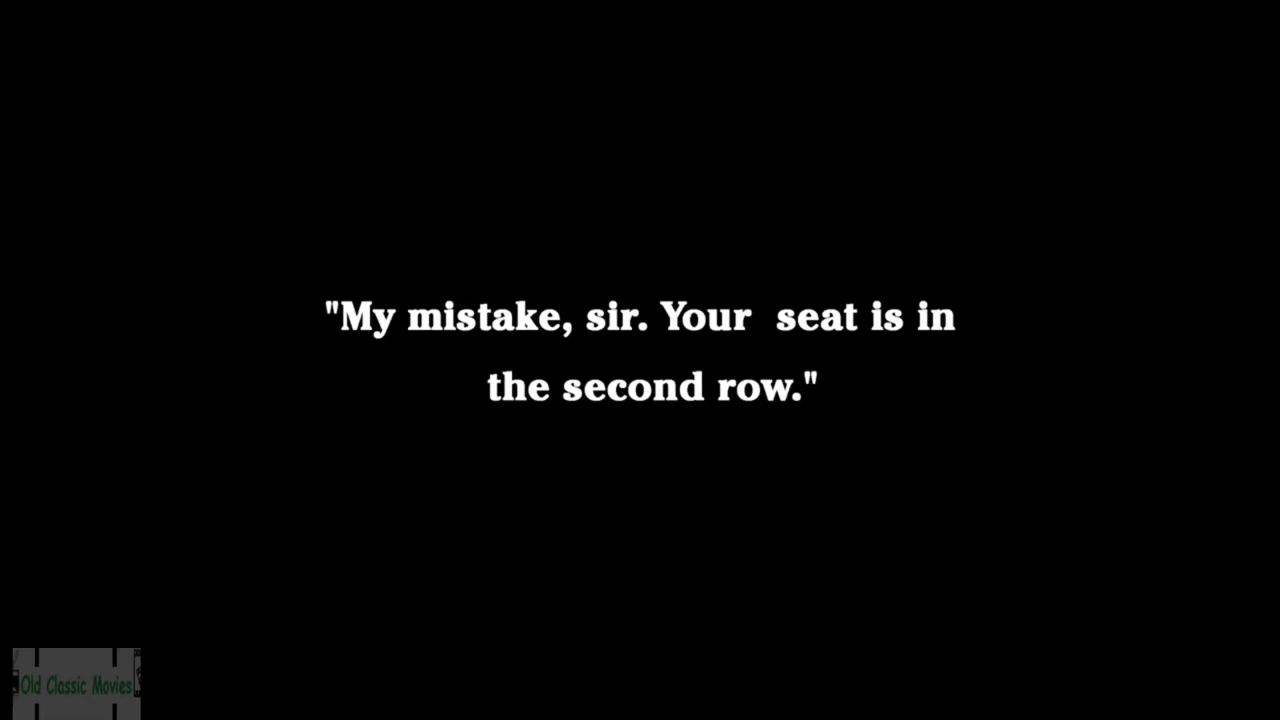 "My mistake, sir. Your  seat is in
the second row."
Old Classic Movies